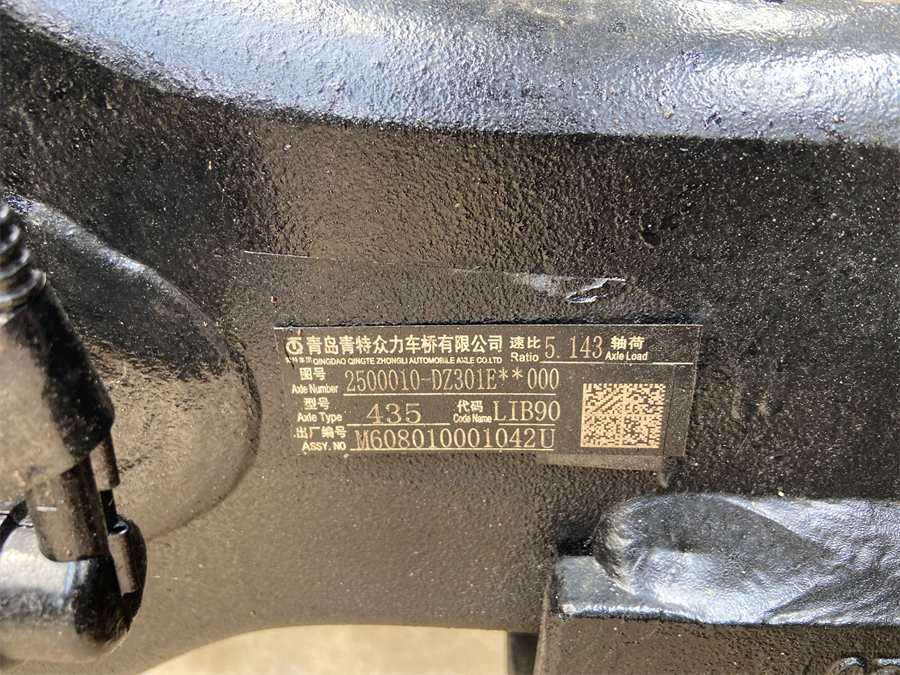 青岛青特众力车桥有限公司 速比 5.143 轴荷
QINGDAO QINGTE ZHONGLI AUTOMOBILE AXLE CO.LTD Ratio Axle Load
图号
Axle Number 2500010-DZ301E**000
型号 代码
Axle Type 435 Code Name LIB90
出厂编号
ASSY. NO M608010001042U